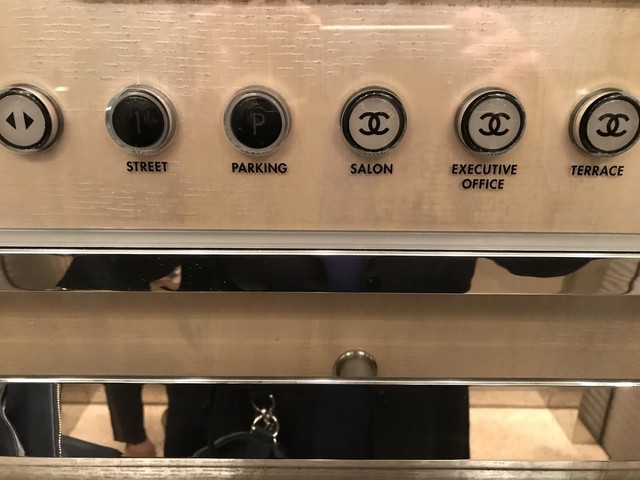 1 P
STREET PARKING SALON EXECUTIVE OFFICE TERRACE